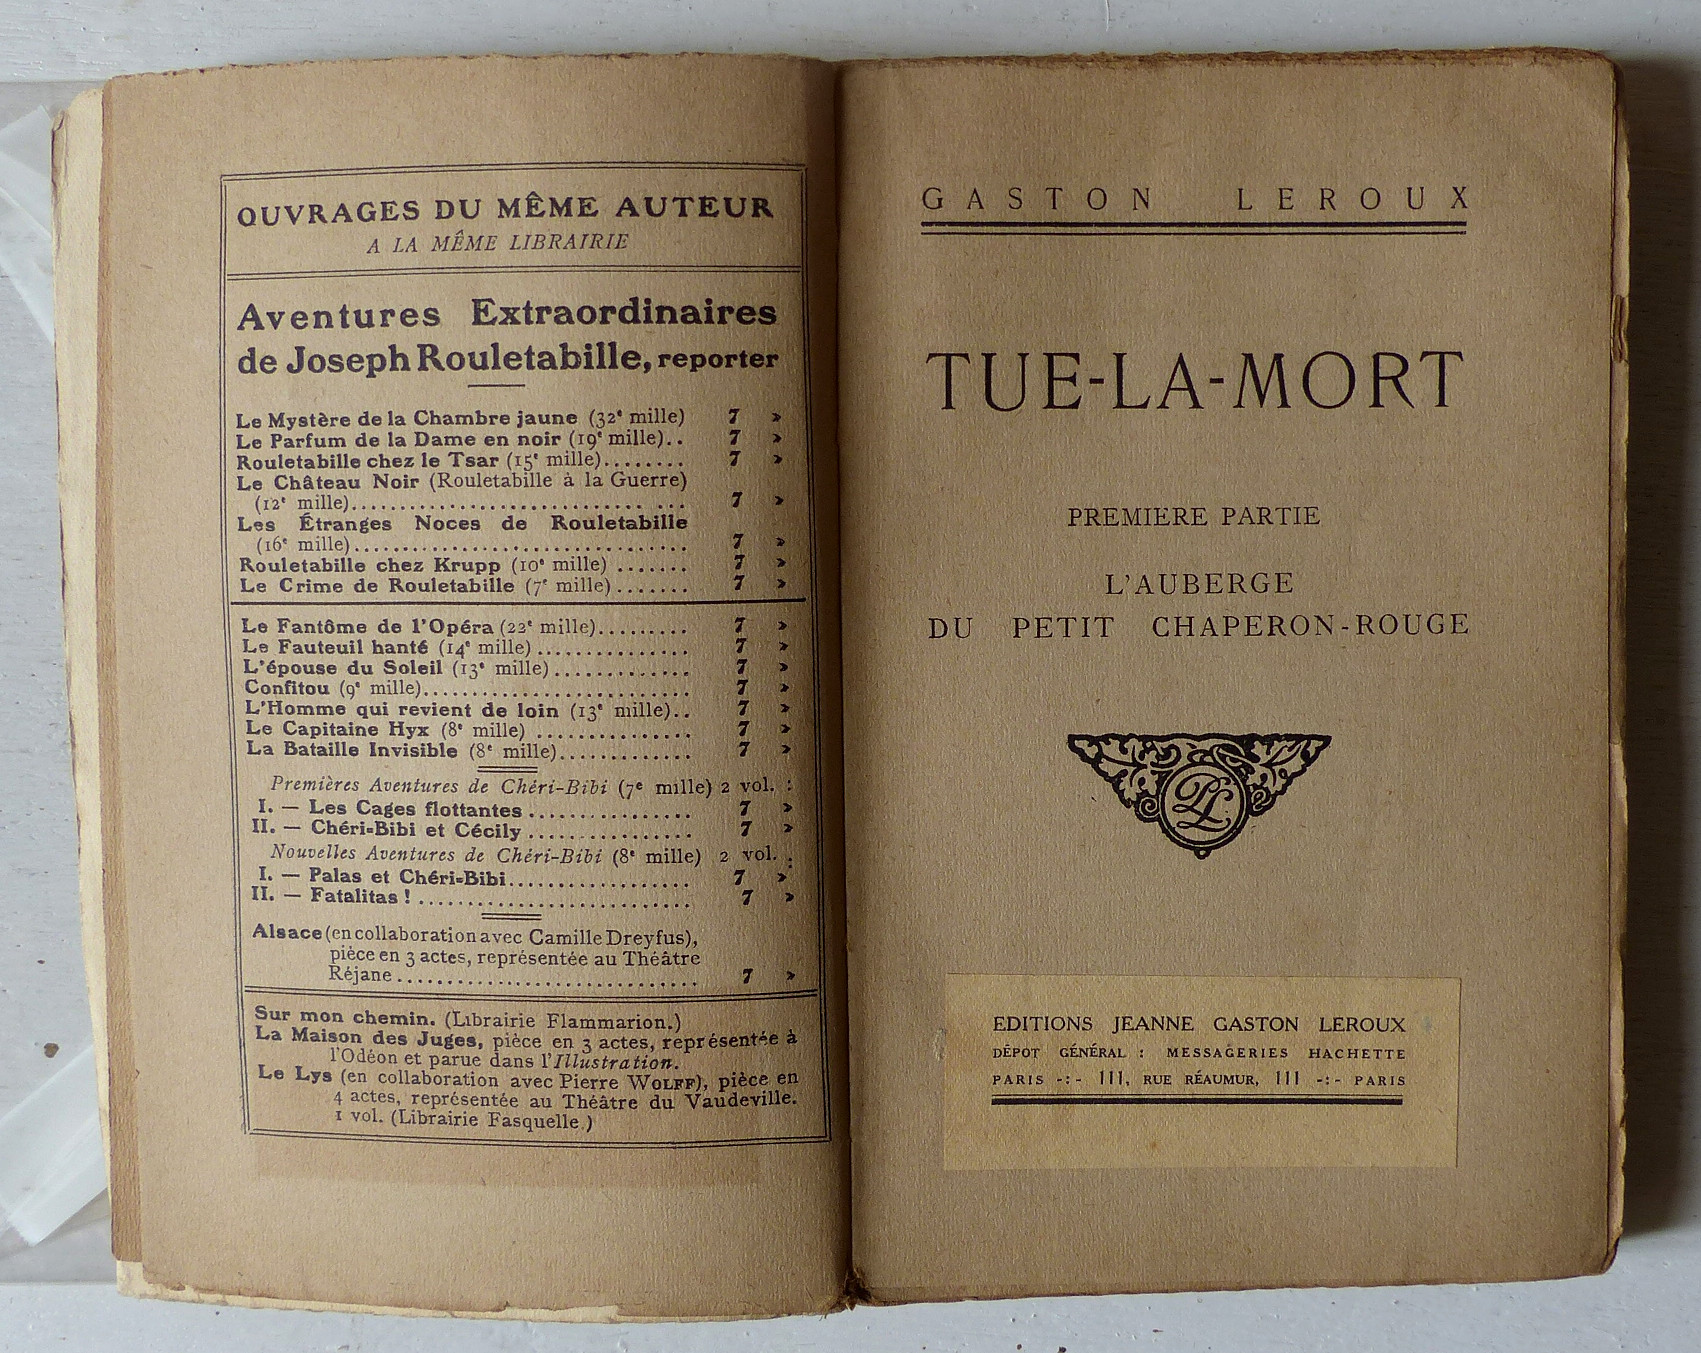 OUVRAGES DU MÊME AUTEUR
A LA MÊME LIBRAIRIE
Aventures Extraordinaires
de Joseph Rouletabille, reporter
Le Mystère de la Chambre jaune (32e mille) 7 »
Le Parfum de la Dame en noir (19e mille).. 7 »
Rouletabille chez le Tsar (15e mille)........ 7 »
Le Château Noir (Rouletabille à la Guerre)
(12e mille)............................... 7 »
Les Étranges Noces de Rouletabille
(16e mille)................................ 7 »
Rouletabille chez Krupp (10e mille) ....... 7 »
Le Crime de Rouletabille (7e mille)....... 7 »
Le Fantôme de l'Opéra (22e mille)......... 7 »
Le Fauteuil hanté (14e mille) ............... 7 »
L'épouse du Soleil (13e mille).............. 7 »
Confitou (9e mille).......................... 7 »
L'Homme qui revient de loin (13e mille).. 7 »
Le Capitaine Hyx (8e mille) ............... 7 »
La Bataille Invisible (8e mille)............. 7 »
Premières Aventures de Chéri-Bibi (7e mille) 2 vol. :
I. — Les Cages flottantes................ 7 »
II. — Chéri-Bibi et Cécily................ 7 »
Nouvelles Aventures de Chéri-Bibi (8e mille) 2 vol. :
I. — Palas et Chéri-Bibi.................. 7 »
II. — Fatalitas !........................... 7 »
Alsace (en collaboration avec Camille Dreyfus),
pièce en 3 actes, représentée au Théâtre
Réjane.............................. 7 »
Sur mon chemin. (Librairie Flammarion.)
La Maison des Juges, pièce en 3 actes, représentée à
l'Odéon et parue dans l'Illustration.
Le Lys (en collaboration avec Pierre WOLFF), pièce en
4 actes, représentée au Théâtre du Vaudeville.
1 vol. (Librairie Fasquelle.)
GASTON LEROUX
TUE-LA-MORT
PREMIERE PARTIE
L'AUBERGE
DU PETIT CHAPERON-ROUGE
EDITIONS JEANNE GASTON LEROUX
DÉPOT GÉNÉRAL : MESSAGERIES HACHETTE
PARIS -:- 111, RUE RÉAUMUR, 111 -:- PARIS